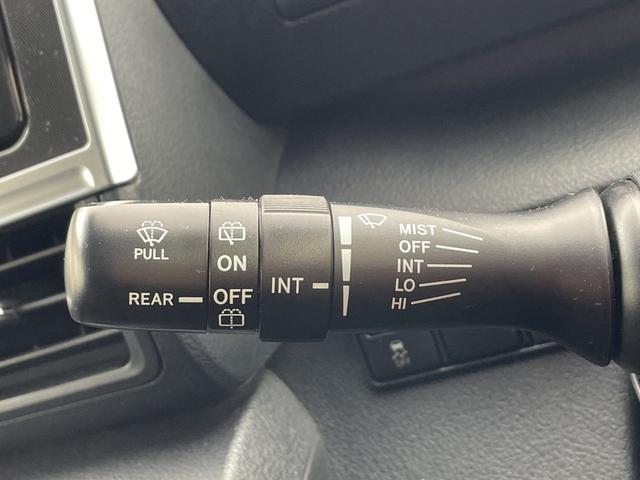 PULL
REAR
ON
OFF
INT
MIST
OFF
INT
LO
HI